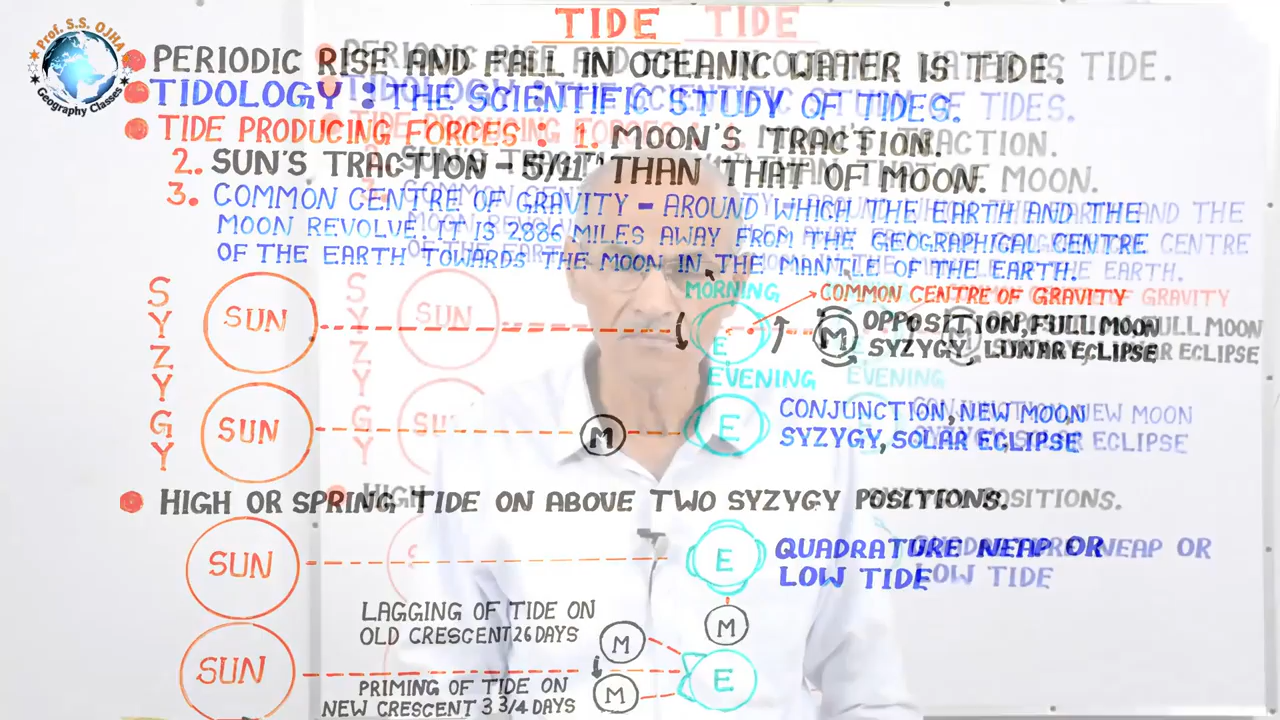 Prof. S.S. OJHA
Geography Classes
TIDE TIDE
PERIODIC RISE AND FALL IN OCEANIC WATER IS TIDE.
TIDOLOGY : THE SCIENTIFIC STUDY OF TIDES.
TIDE PRODUCING FORCES : 1. MOON'S TRACTION.
2. SUN'S TRACTION - 5/11TH THAN THAT OF MOON.
3. COMMON CENTRE OF GRAVITY - AROUND WHICH THE EARTH AND THE
MOON REVOLVE. IT IS 2886 MILES AWAY FROM THE GEOGRAPHICAL CENTRE
OF THE EARTH TOWARDS THE MOON IN THE MANTLE OF THE EARTH.
SYZYGY
MORNING
COMMON CENTRE OF GRAVITY
SUN
E
M
OPPOSITION, FULL MOON
SYZYGY, LUNAR ECLIPSE
EVENING
SUN
M
E
CONJUNCTION, NEW MOON
SYZYGY, SOLAR ECLIPSE
HIGH OR SPRING TIDE ON ABOVE TWO SYZYGY POSITIONS.
SUN
E
QUADRATURE NEAP OR
LOW TIDE
M
LAGGING OF TIDE ON
OLD CRESCENT 26 DAYS
M
SUN
E
PRIMING OF TIDE ON
NEW CRESCENT 3 3/4 DAYS
M